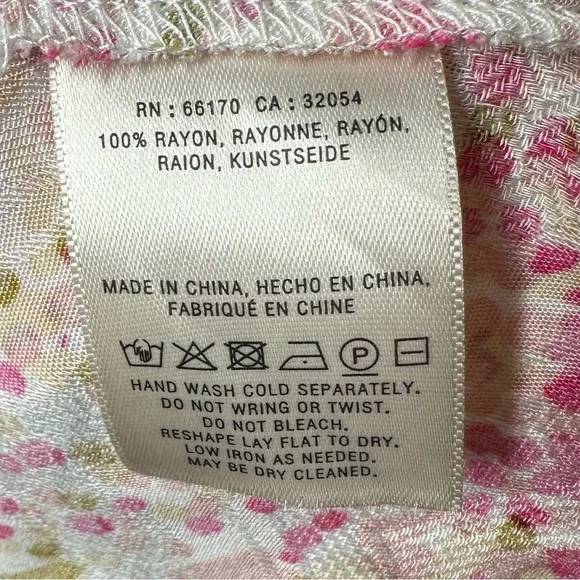 RN : 66170 CA : 32054
100% RAYON, RAYONNE, RAYÓN,
RAION, KUNSTSEIDE
MADE IN CHINA, HECHO EN CHINA,
FABRIQUÉ EN CHINE
P
HAND WASH COLD SEPARATELY.
DO NOT WRING OR TWIST.
DO NOT BLEACH.
RESHAPE LAY FLAT TO DRY.
LOW IRON AS NEEDED.
MAY BE DRY CLEANED.